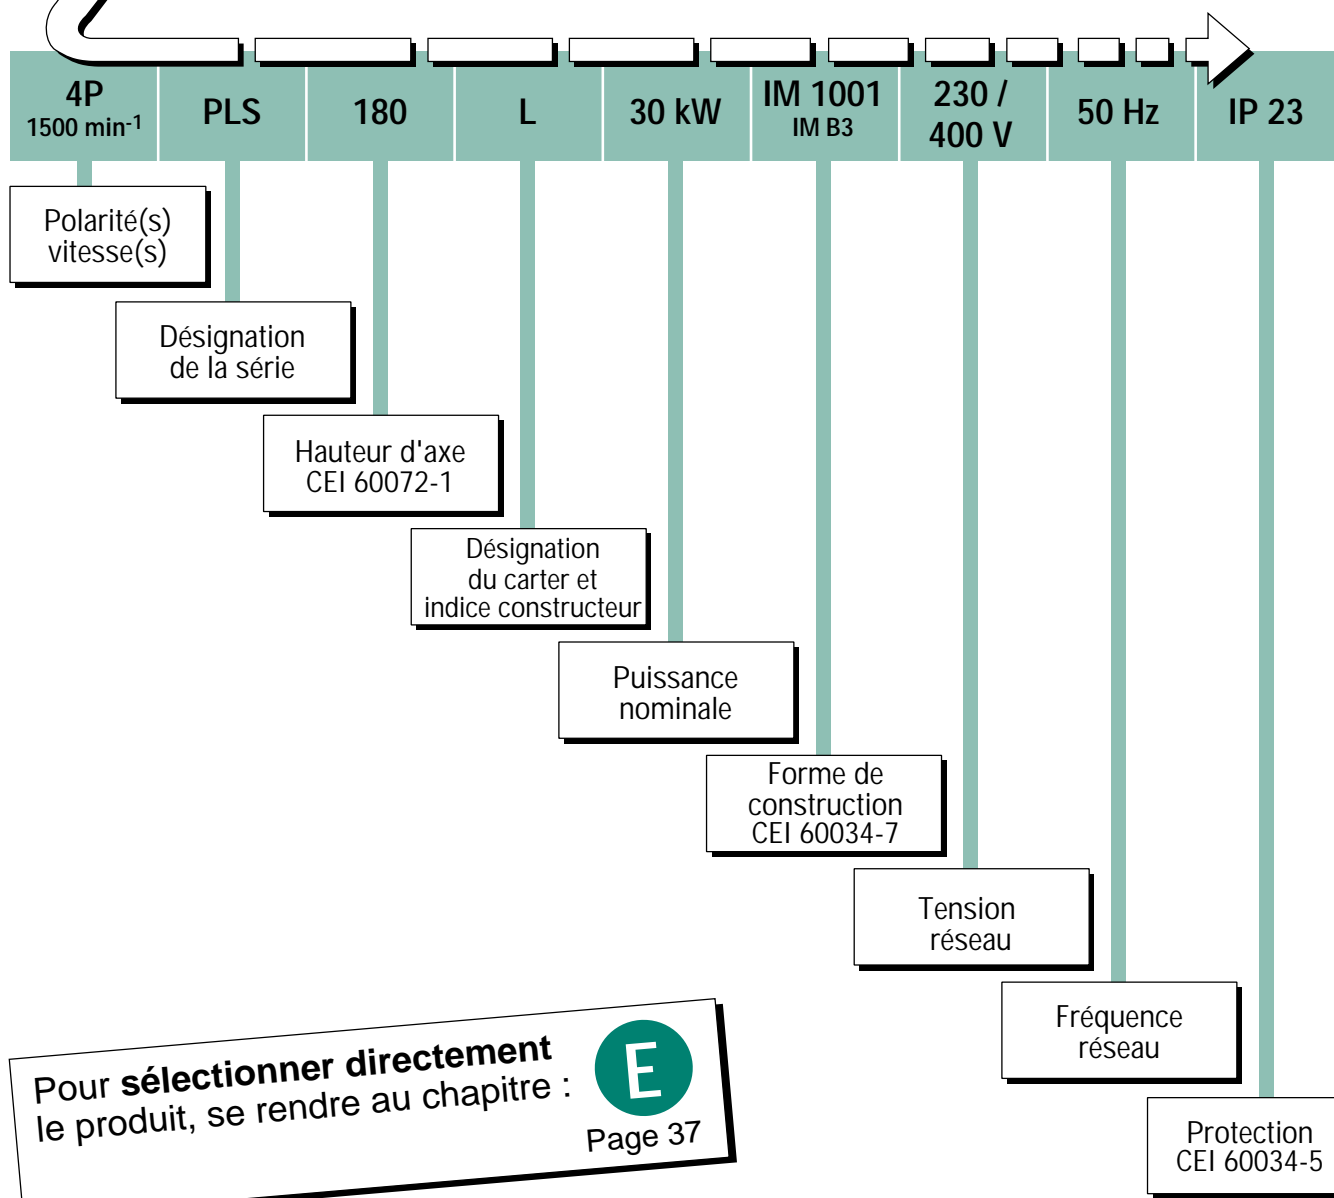 4P
1500 min-1
PLS
180
L
30 kW
IM 1001
IM B3
230 /
400 V
50 Hz
IP 23
Polarité(s)
vitesse(s)
Désignation
de la série
Hauteur d'axe
CEI 60072-1
Désignation
du carter et
indice constructeur
Puissance
nominale
Forme de
construction
CEI 60034-7
Tension
réseau
Fréquence
réseau
Protection
CEI 60034-5
Pour sélectionner directement
le produit, se rendre au chapitre :
E
Page 37